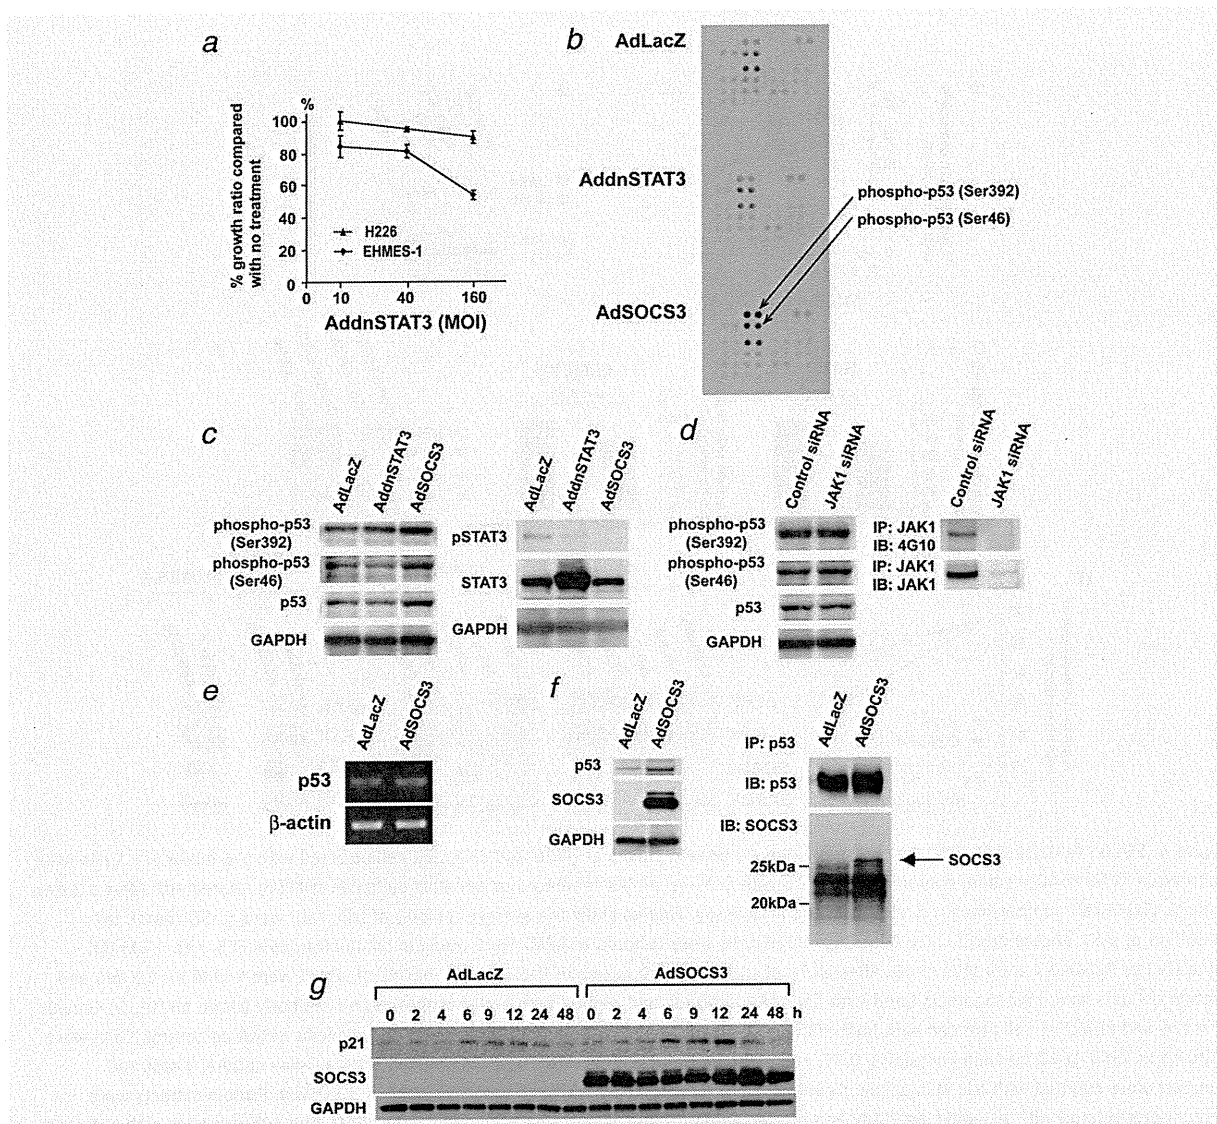 a
%
% growth ratio compared
with no treatment
100
80
60
40
20
0
H226
EHMES-1
0 10 40 160
AddnSTAT3 (MOI)
b
AdLacZ
AddnSTAT3
AdSOCS3
phospho-p53 (Ser392)
phospho-p53 (Ser46)
c
AdLacZ
AddnSTAT3
AdSOCS3
phospho-p53
(Ser392)
phospho-p53
(Ser46)
p53
GAPDH
AdLacZ
AddnSTAT3
AdSOCS3
pSTAT3
STAT3
GAPDH
d
Control siRNA
JAK1 siRNA
phospho-p53
(Ser392)
phospho-p53
(Ser46)
p53
GAPDH
Control siRNA
JAK1 siRNA
IP: JAK1
IB: 4G10
IP: JAK1
IB: JAK1
e
AdLacZ
AdSOCS3
p53
β-actin
f
AdLacZ
AdSOCS3
p53
SOCS3
GAPDH
AdLacZ
AdSOCS3
IP: p53
IB: p53
IB: SOCS3
25kDa
20kDa
SOCS3
g
AdLacZ AdSOCS3
0 2 4 6 9 12 24 48 0 2 4 6 9 12 24 48 h
p21
SOCS3
GAPDH